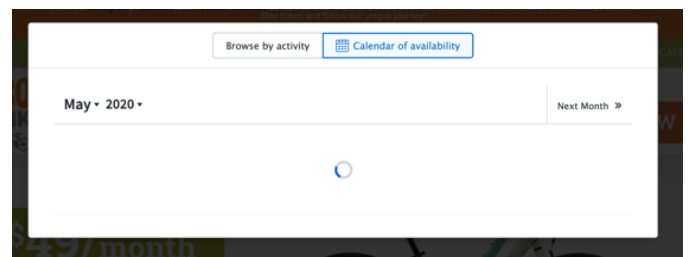 Stay tuned and follow our unique journey!
Browse by activity
Calendar of availability
May 2020
Next Month »
$49/month